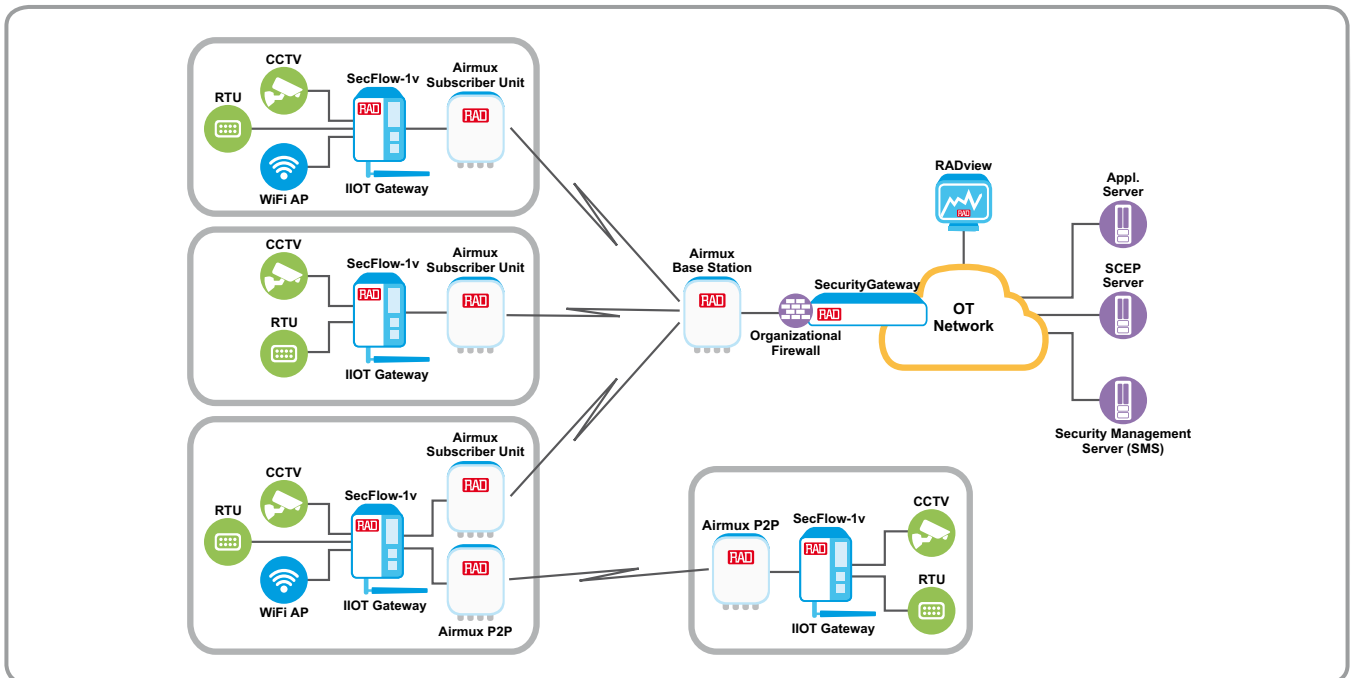 CCTV
RTU
WiFi AP
SecFlow-1v
RAD
IIOT Gateway
Airmux
Subscriber Unit
RAD
CCTV
RTU
SecFlow-1v
RAD
IIOT Gateway
Airmux
Subscriber Unit
RAD
CCTV
RTU
WiFi AP
SecFlow-1v
RAD
IIOT Gateway
Airmux
Subscriber Unit
RAD
RAD
Airmux P2P
Airmux
Base Station
RAD
Organizational
Firewall
SecurityGateway
RAD
RADview
RAD
OT
Network
Appl.
Server
SCEP
Server
Security Management
Server (SMS)
Airmux P2P
RAD
SecFlow-1v
RAD
IIOT Gateway
CCTV
RTU